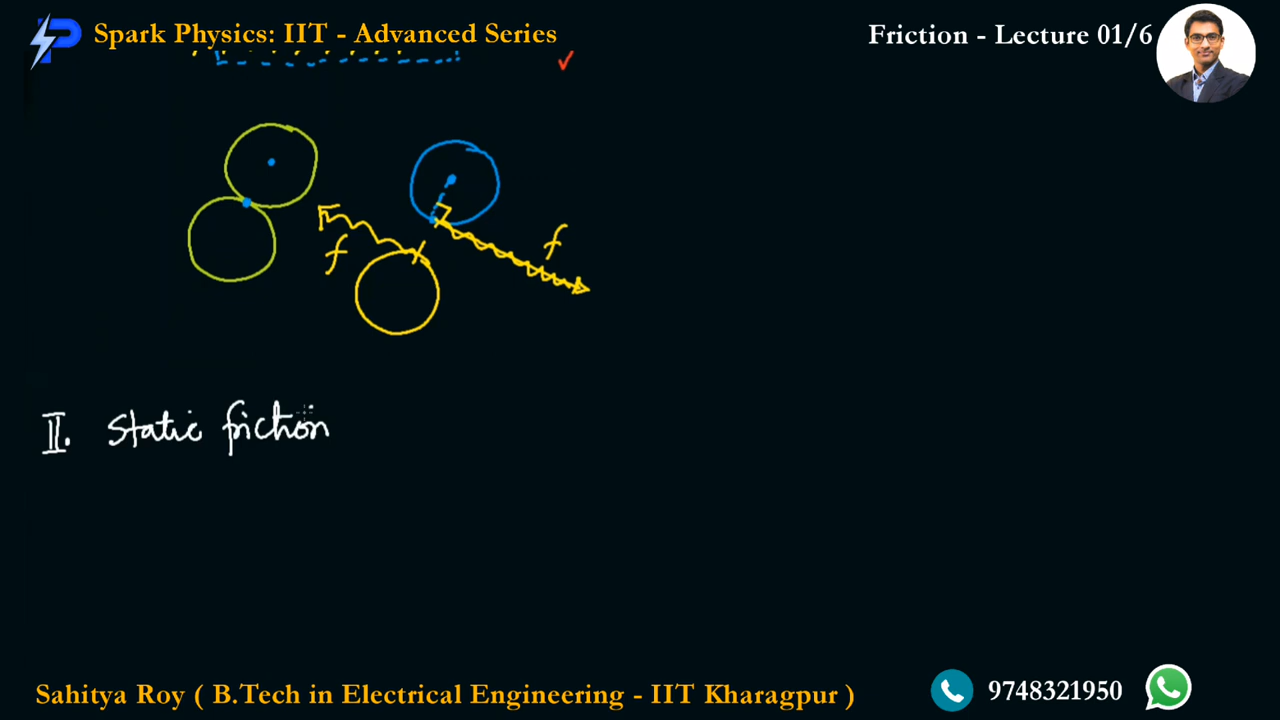 Spark Physics: IIT - Advanced Series
Friction - Lecture 01/6
f
f
II. Static friction
Sahitya Roy ( B.Tech in Electrical Engineering - IIT Kharagpur )
9748321950